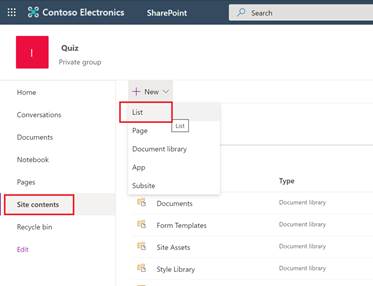 Contoso Electronics SharePoint Search
I Quiz
Private group
Home
New
Conversations
List
List
Documents
Page
Notebook
Document library
Pages
App
Type
Site contents
Subsite
Documents Document library
Recycle bin
Form Templates Document library
Edit
Site Assets Document library
Style Library Document library